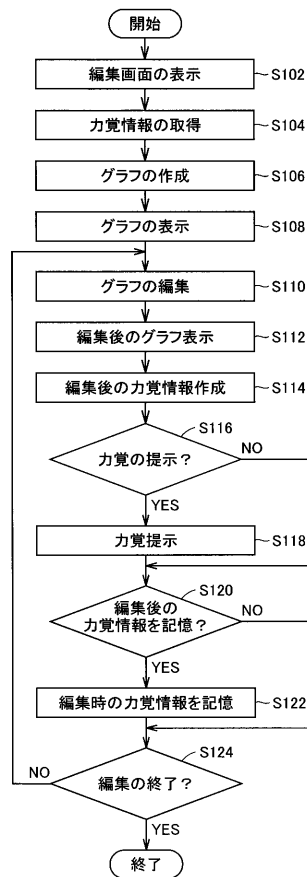 開始
編集画面の表示 S102
力覚情報の取得 S104
グラフの作成 S106
グラフの表示 S108
グラフの編集 S110
編集後のグラフ表示 S112
編集後の力覚情報作成 S114
S116
力覚の提示？ NO
YES
力覚提示 S118
S120
編集後の
力覚情報を記憶？ NO
YES
編集時の力覚情報を記憶 S122
S124
NO 編集の終了？
YES
終了